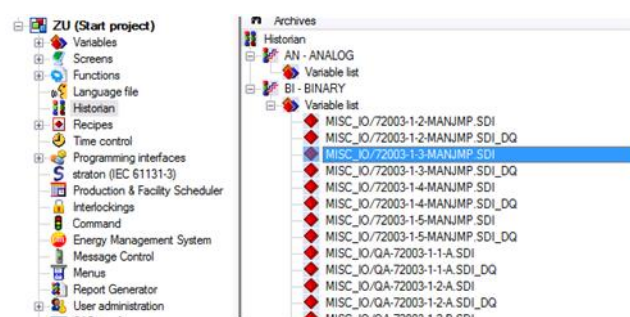 ZU (Start project)
Variables
Screens
Functions
Language file
Historian
Recipes
Time control
Programming interfaces
straton (IEC 61131-3)
Production & Facility Scheduler
Interlockings
Command
Energy Management System
Message Control
Menus
Report Generator
User administration
Archives
Historian
AN - ANALOG
Variable list
BI - BINARY
Variable list
MISC_IO/72003-1-2-MANJMP.SDI
MISC_IO/72003-1-2-MANJMP.SDI_DQ
MISC_IO/72003-1-3-MANJMP.SDI
MISC_IO/72003-1-3-MANJMP.SDI_DQ
MISC_IO/72003-1-4-MANJMP.SDI
MISC_IO/72003-1-4-MANJMP.SDI_DQ
MISC_IO/72003-1-5-MANJMP.SDI
MISC_IO/72003-1-5-MANJMP.SDI_DQ
MISC_IO/QA-72003-1-1-A.SDI
MISC_IO/QA-72003-1-1-A.SDI_DQ
MISC_IO/QA-72003-1-2-A.SDI
MISC_IO/QA-72003-1-2-A.SDI_DQ